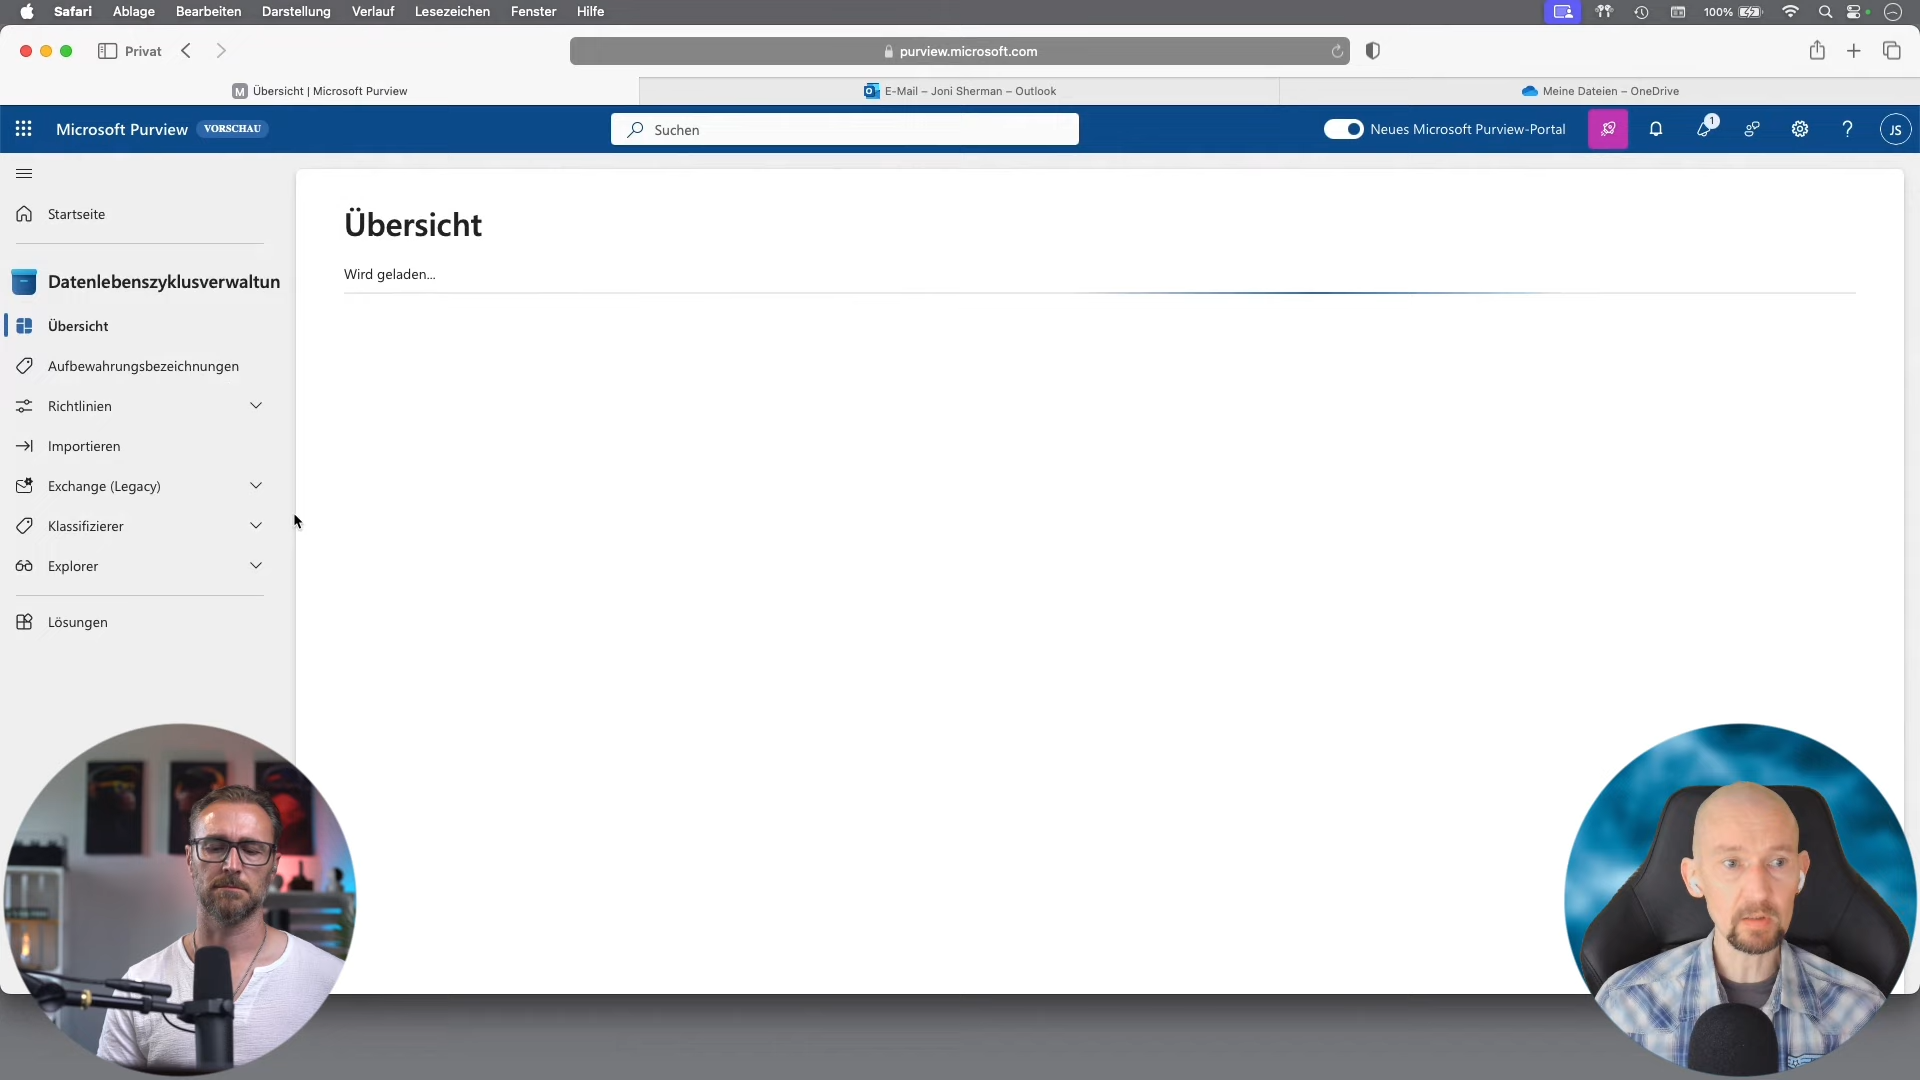 Safari Ablage Bearbeiten Darstellung Verlauf Lesezeichen Fenster Hilfe 100%
Privat purview.microsoft.com
M Übersicht | Microsoft Purview E-Mail – Joni Sherman – Outlook Meine Dateien – OneDrive
Microsoft Purview VORSCHAU Suchen Neues Microsoft Purview-Portal 1 ? JS
Startseite
Datenlebenszyklusverwaltun
Übersicht
Aufbewahrungsbezeichnungen
Richtlinien
Importieren
Exchange (Legacy)
Klassifizierer
Explorer
Lösungen
Übersicht
Wird geladen...